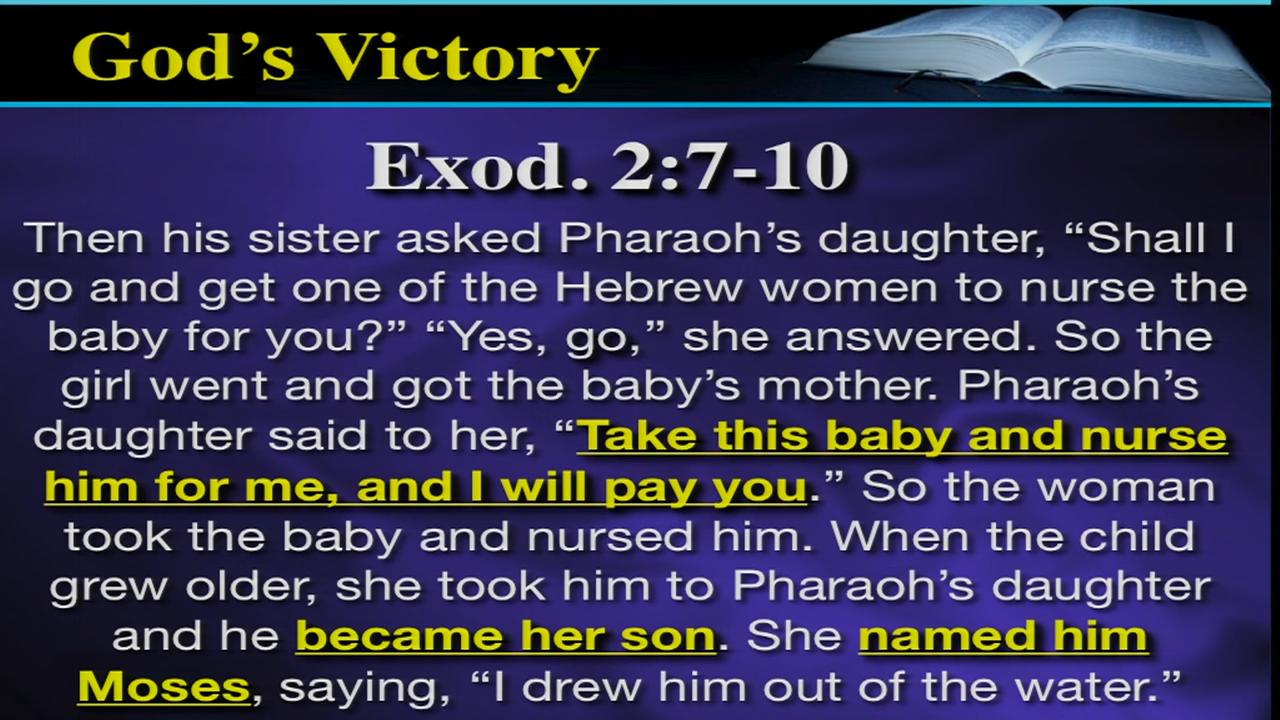 God’s Victory
Exod. 2:7-10
Then his sister asked Pharaoh’s daughter, “Shall I
go and get one of the Hebrew women to nurse the
baby for you?” “Yes, go,” she answered. So the
girl went and got the baby’s mother. Pharaoh’s
daughter said to her, “Take this baby and nurse
him for me, and I will pay you.” So the woman
took the baby and nursed him. When the child
grew older, she took him to Pharaoh’s daughter
and he became her son. She named him
Moses, saying, “I drew him out of the water.”